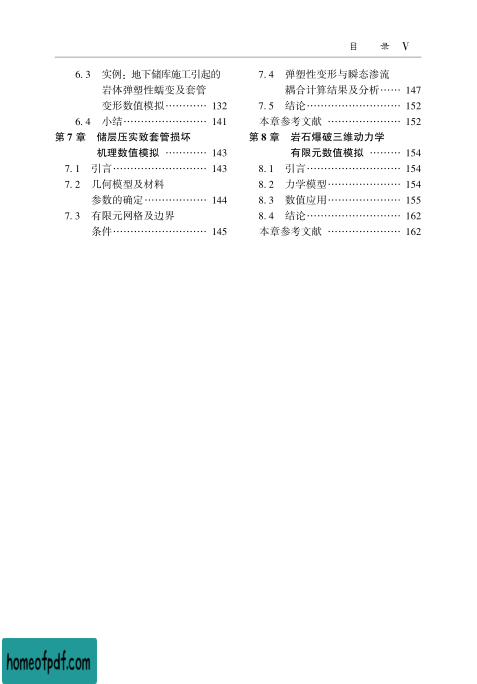 目 录 Ⅴ
6.3 实例:地下储库施工引起的
岩体弹塑性蠕变及套管
变形数值模拟………… 132
6.4 小结…………………… 141
第7章 储层压实致套管损坏
机理数值模拟 ………… 143
7.1 引言……………………… 143
7.2 几何模型及材料
参数的确定……………… 144
7.3 有限元网格及边界
条件……………………… 145
7.4 弹塑性变形与瞬态渗流
耦合计算结果及分析…… 147
7.5 结论……………………… 152
本章参考文献 ………………… 152
第8章 岩石爆破三维动力学
有限元数值模拟 ……… 154
8.1 引言……………………… 154
8.2 力学模型………………… 154
8.3 数值应用………………… 155
8.4 结论……………………… 162
本章参考文献 ………………… 162
homeofpdf.com